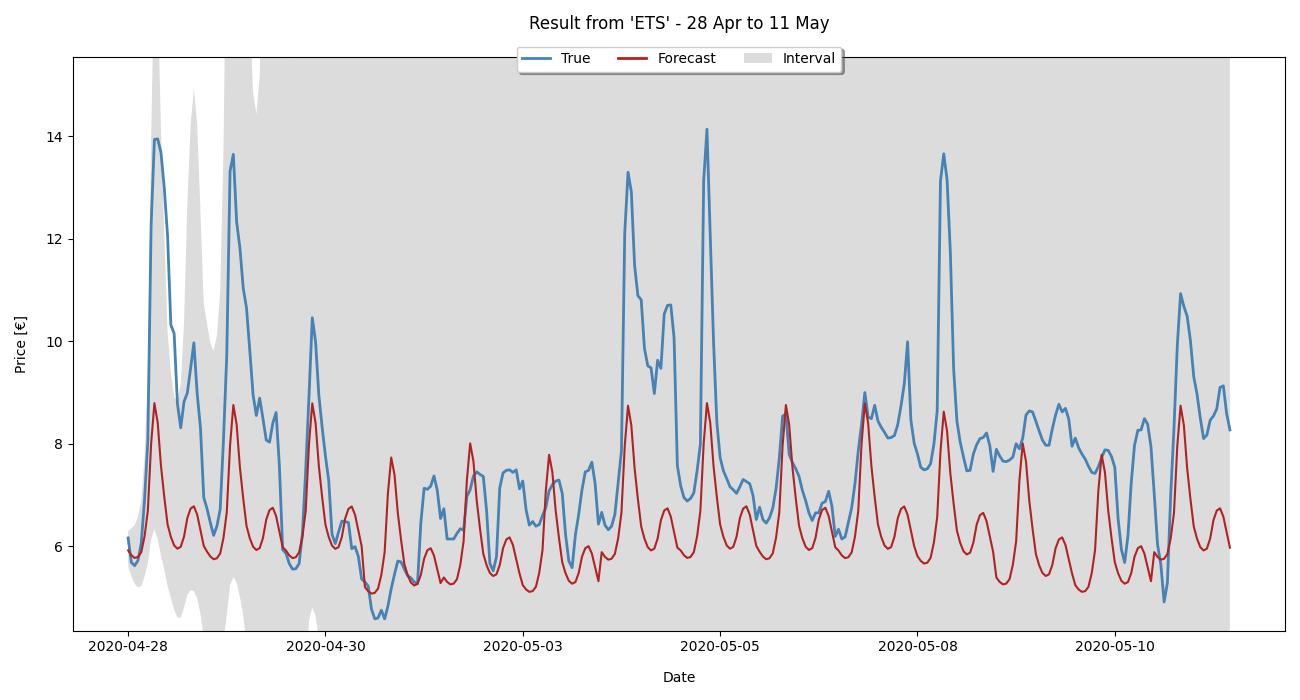 Result from 'ETS' - 28 Apr to 11 May
True Forecast Interval
Price [€]
14
12
10
8
6
2020-04-28 2020-04-30 2020-05-03 2020-05-05 2020-05-08 2020-05-10
Date